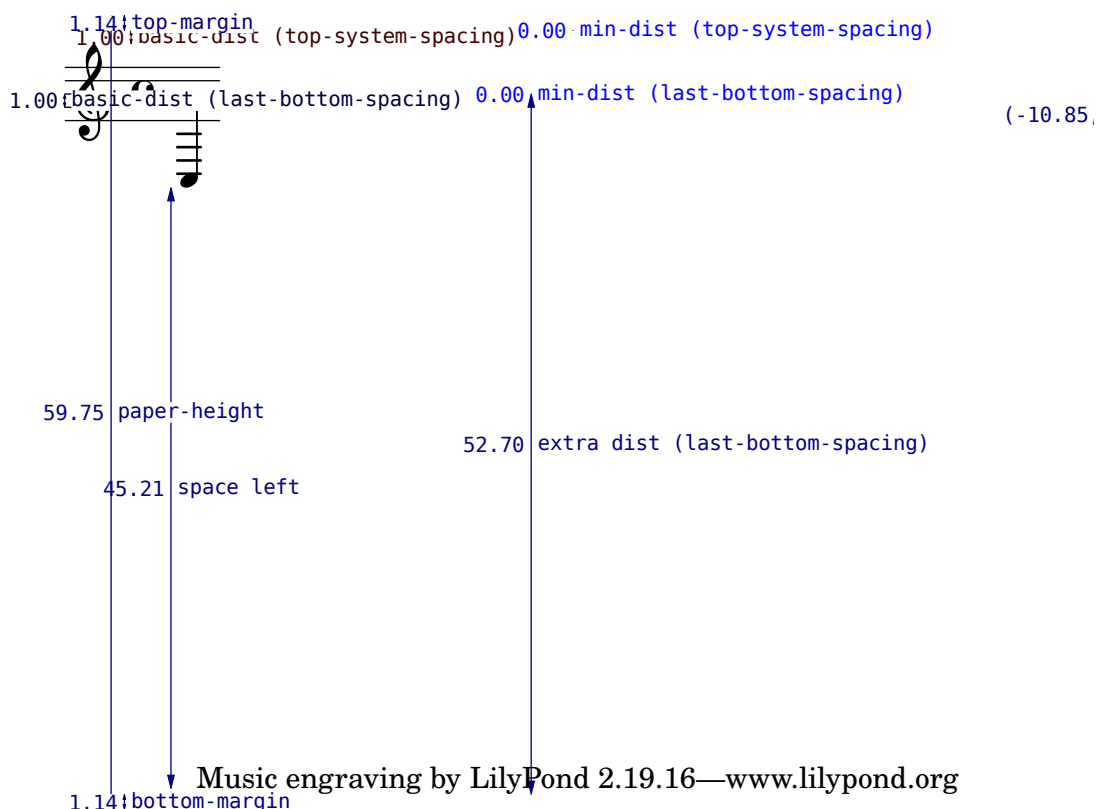 1.14 top-margin
0.00 min-dist (top-system-spacing)
1.00 basic-dist (top-system-spacing)
0.00 min-dist (last-bottom-spacing)
1.00 basic-dist (last-bottom-spacing)
(-10.85,
59.75 paper-height
52.70 extra dist (last-bottom-spacing)
45.21 space left
Music engraving by LilyPond 2.19.16—www.lilypond.org
1.14 bottom-margin